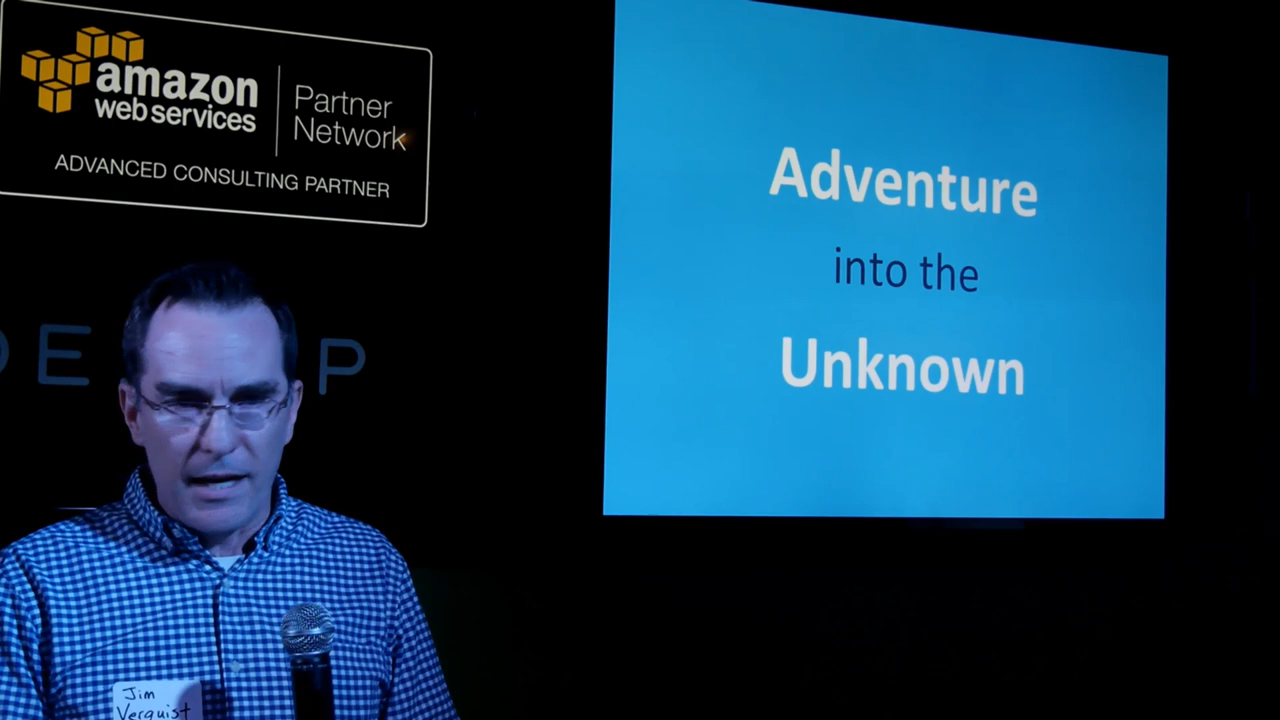 amazon
web services
Partner
Network
ADVANCED CONSULTING PARTNER
Adventure
into the
Unknown
Jim
Verquist